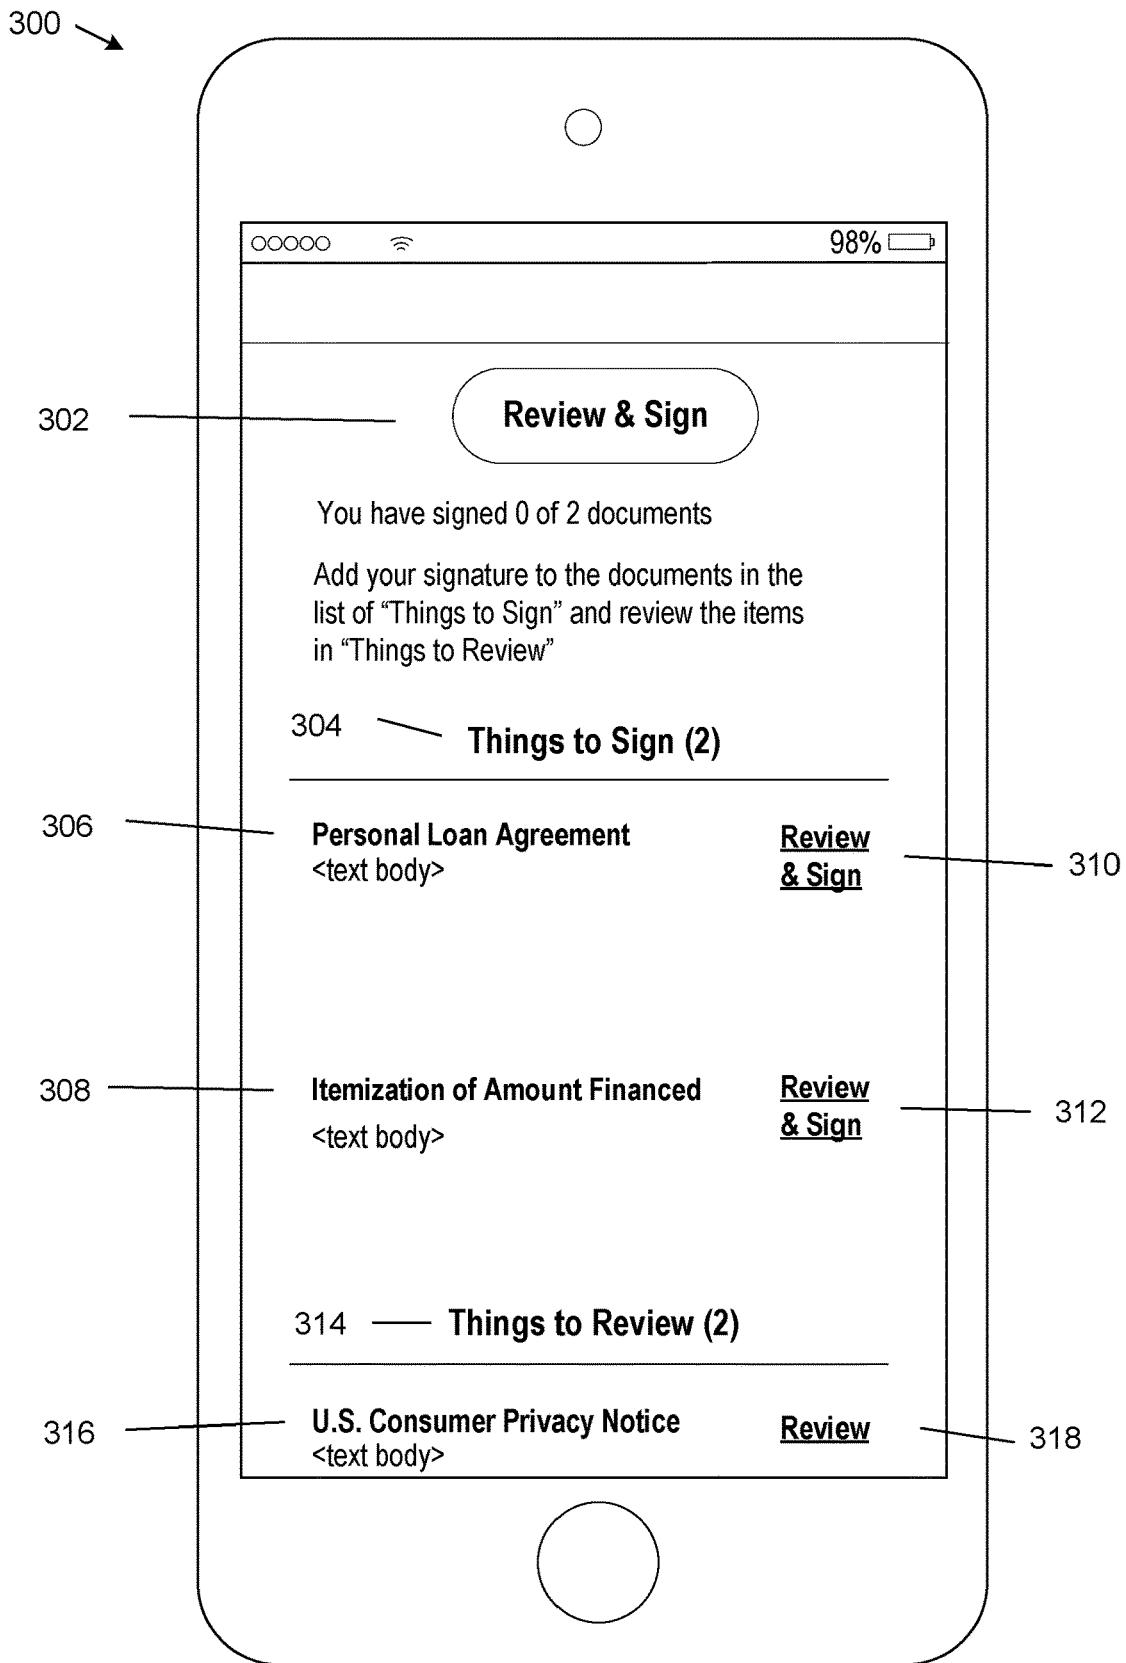 300
98%
302
Review & Sign
You have signed 0 of 2 documents
Add your signature to the documents in the
list of “Things to Sign” and review the items
in “Things to Review”
304
Things to Sign (2)
306
Personal Loan Agreement
<text body>
Review
& Sign
310
308
Itemization of Amount Financed
<text body>
Review
& Sign
312
314
Things to Review (2)
316
U.S. Consumer Privacy Notice
<text body>
Review
318